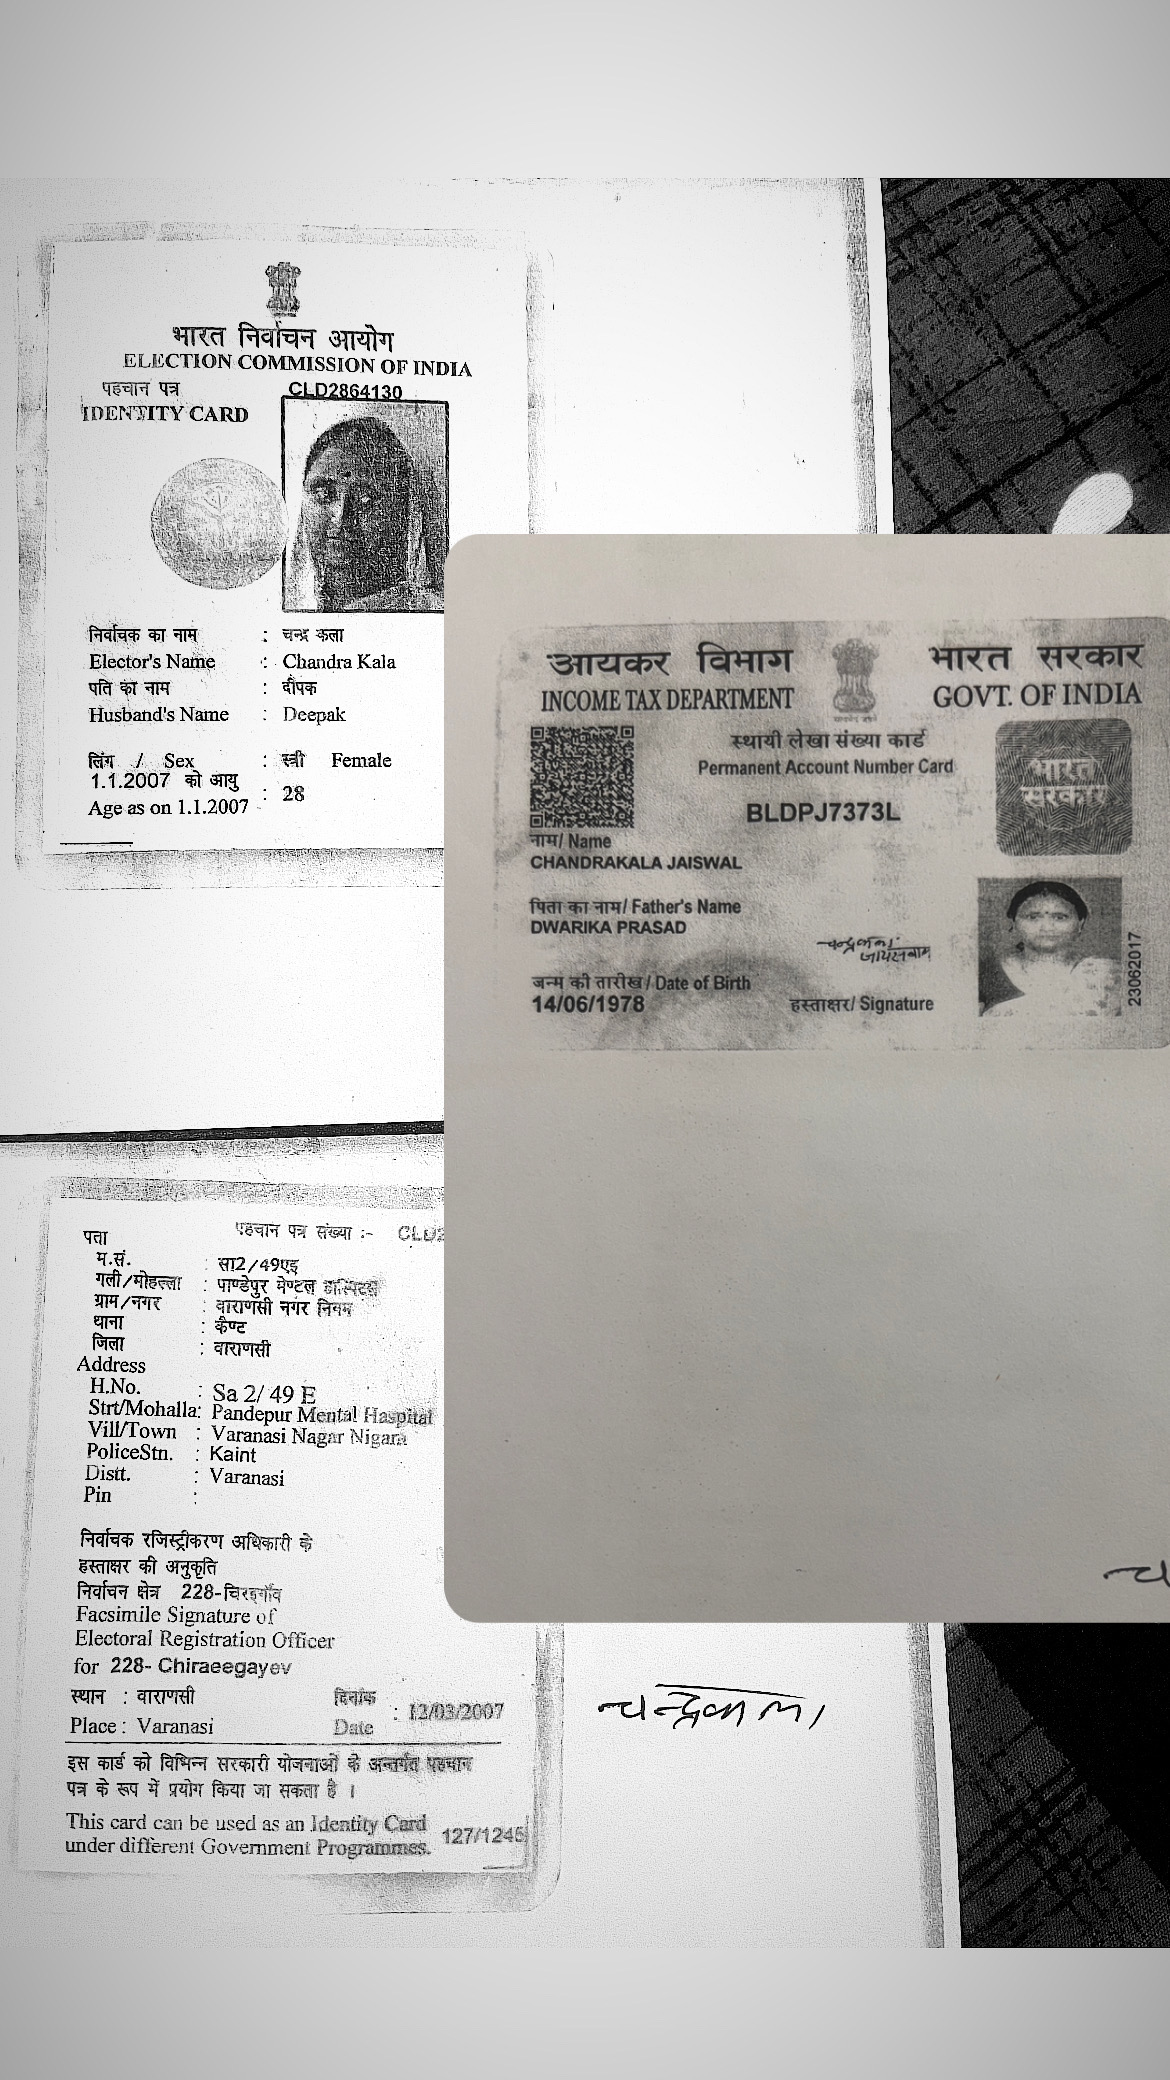 भारत निर्वाचन आयोग
ELECTION COMMISSION OF INDIA
पहचान पत्र
CLD2864130
IDENTITY CARD
निर्वाचक का नाम : चन्द्र कला
Elector's Name : Chandra Kala
पति का नाम : दीपक
Husband's Name : Deepak
लिंग / Sex : स्त्री Female
1.1.2007 को आयु
Age as on 1.1.2007 : 28
आयकर विभाग भारत सरकार
INCOME TAX DEPARTMENT GOVT. OF INDIA
स्थायी लेखा संख्या कार्ड
Permanent Account Number Card
BLDPJ7373L
भारत
सरकार
नाम/ Name
CHANDRAKALA JAISWAL
पिता का नाम/ Father's Name
DWARIKA PRASAD
चन्द्रकला
जायसवाल
जन्म की तारीख/ Date of Birth
14/06/1978
हस्ताक्षर/ Signature
23062017
पहचान पत्र संख्या :- CLD2
पता
म.सं. : सा2/49एइ
गली/मोहल्ला : पाण्डेपुर मेण्टल हास्पिटल
ग्राम/नगर : वाराणसी नगर निगम
थाना : कैण्ट
जिला : वाराणसी
Address
H.No. : Sa 2/ 49 E
Strt/Mohalla: Pandepur Mental Haspital
Vill/Town : Varanasi Nagar Nigam
PoliceStn. : Kaint
Distt. : Varanasi
Pin :
निर्वाचक रजिस्ट्रीकरण अधिकारी के
हस्ताक्षर की अनुकृति
निर्वाचन क्षेत्र 228-चिरइगाँव
Facsimile Signature of
Electoral Registration Officer
for 228- Chiraeegayev
स्थान : वाराणसी दिनांक
Place : Varanasi Date : 12/03/2007
चन्द्रकला
इस कार्ड को विभिन्न सरकारी योजनाओं के अन्तर्गत पहचान
पत्र के रूप में प्रयोग किया जा सकता है ।
This card can be used as an Identity Card
under different Government Programmes. 127/1245